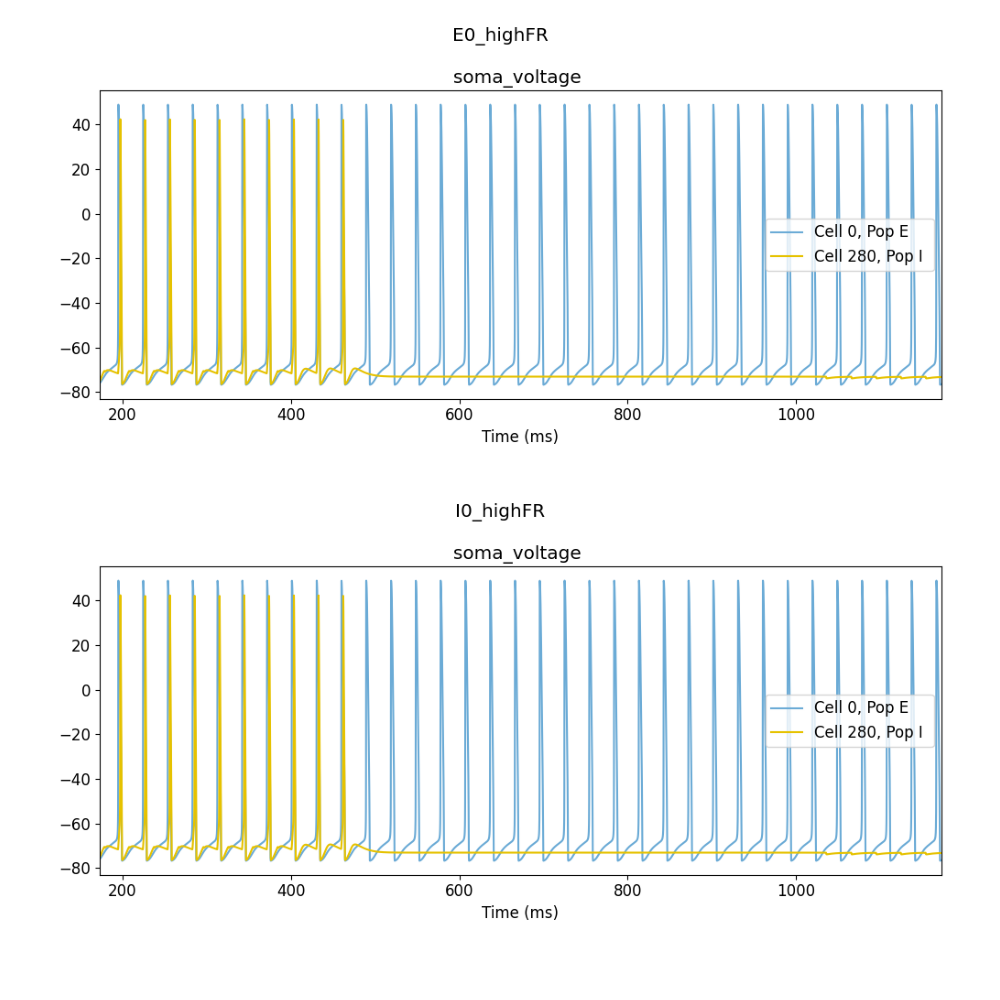 E0_highFR
soma_voltage
40
20
0
−20
−40
−60
−80
Cell 0, Pop E
Cell 280, Pop I
200 400 600 800 1000
Time (ms)
I0_highFR
soma_voltage
40
20
0
−20
−40
−60
−80
Cell 0, Pop E
Cell 280, Pop I
200 400 600 800 1000
Time (ms)